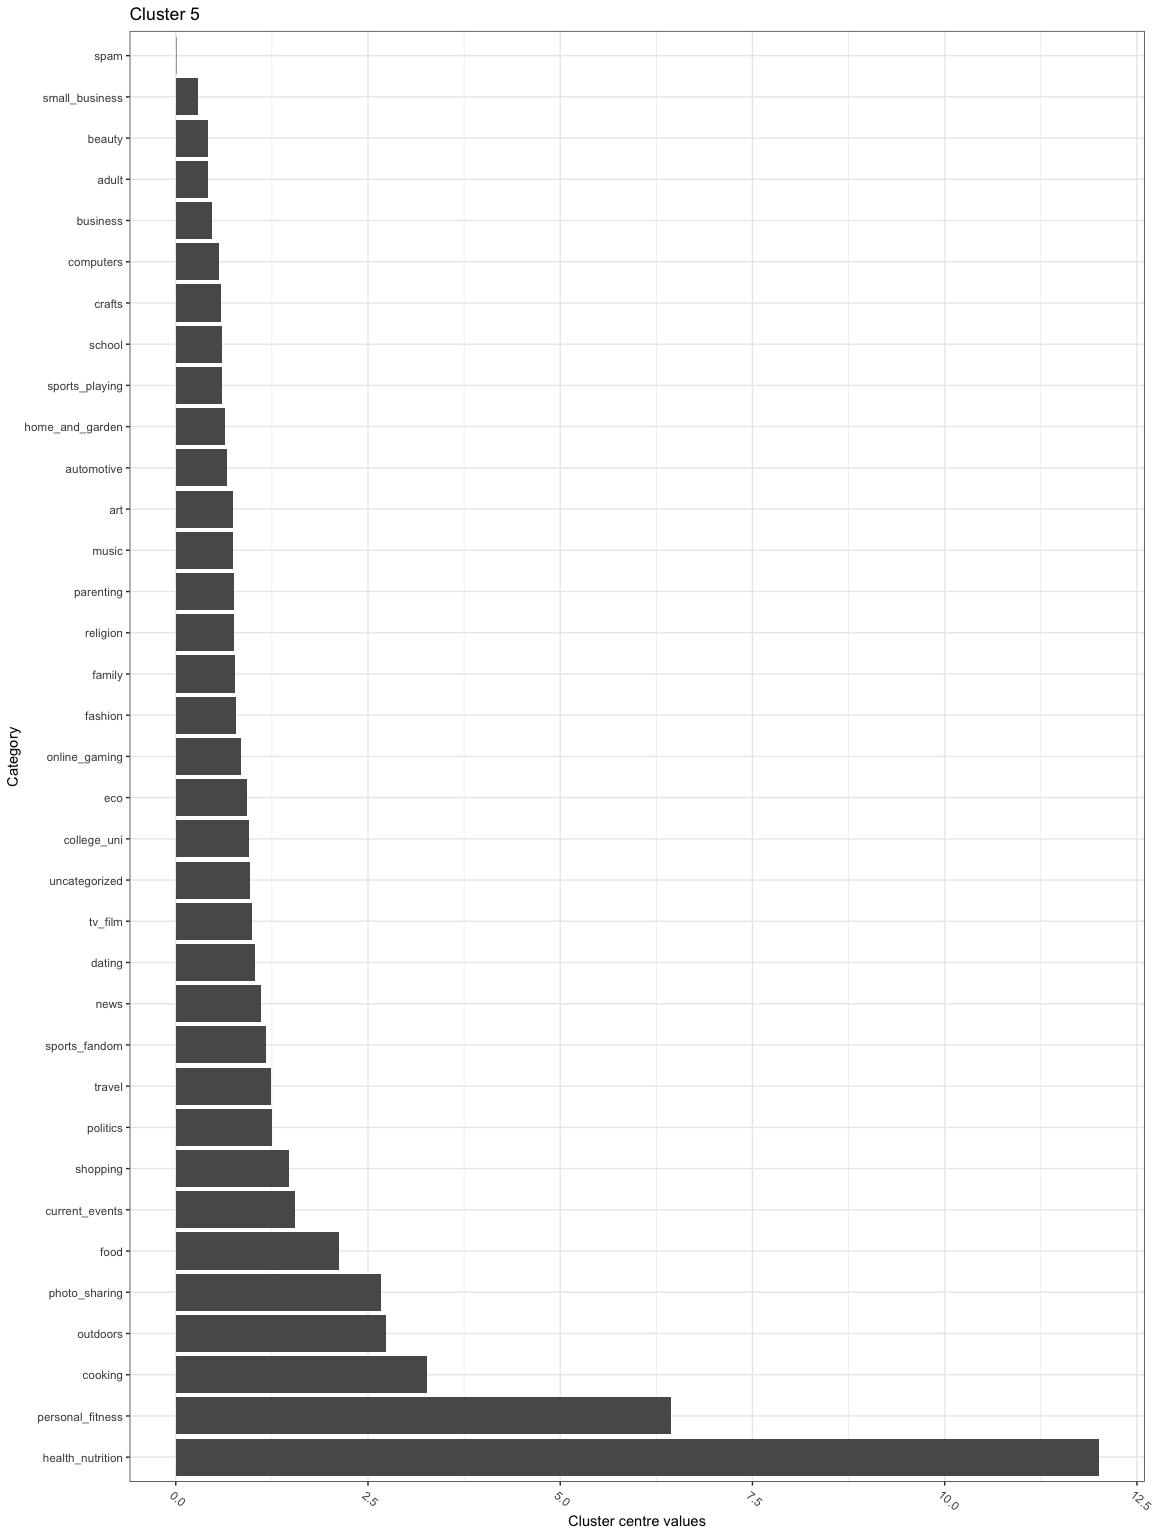 Cluster 5
spam
small_business
beauty
adult
business
computers
crafts
school
sports_playing
home_and_garden
automotive
art
music
parenting
religion
family
fashion
online_gaming
eco
college_uni
uncategorized
tv_film
dating
news
sports_fandom
travel
politics
shopping
current_events
food
photo_sharing
outdoors
cooking
personal_fitness
health_nutrition
Category
0.0
2.5
5.0
7.5
10.0
12.5
Cluster centre values